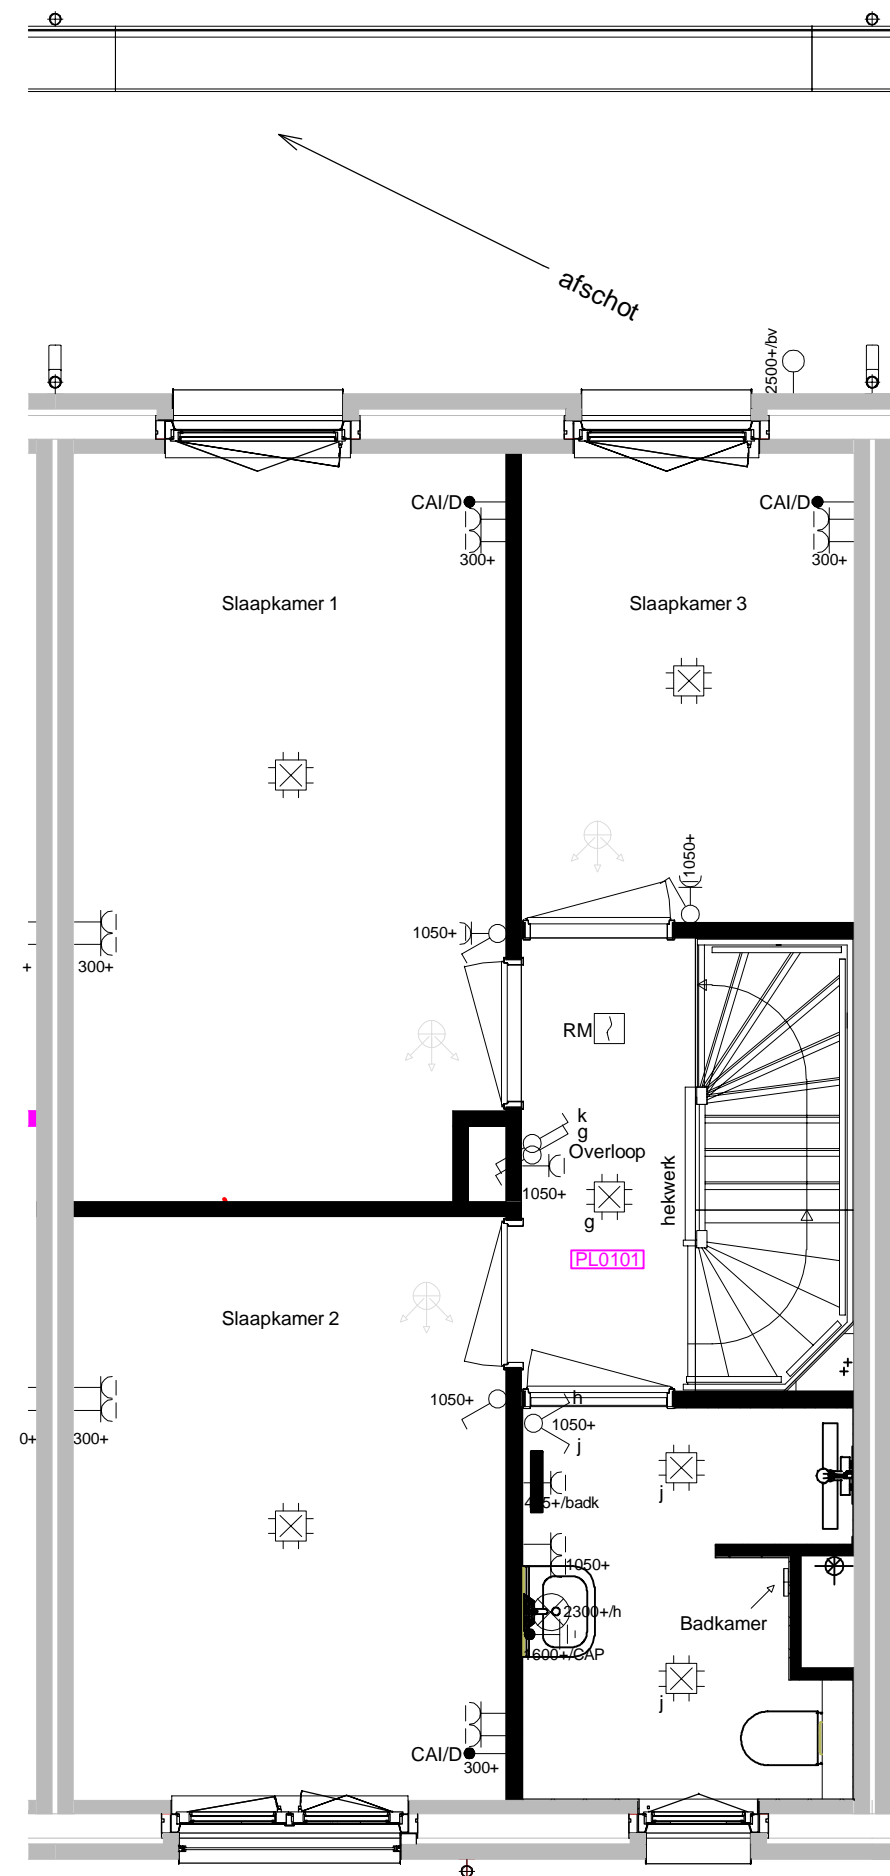 afschot
2500+/bv
CAI/D
300+
CAI/D
300+
Slaapkamer 1
Slaapkamer 3
1050+
1050+
+
300+
RM
k
g
Overloop
1050+
g
hekwerk
PL0101
Slaapkamer 2
++
1050+
h
1050+
j
0+
300+
j
/badk
1050+
2300+/h
Badkamer
1600+/CAP
j
CAI/D
300+